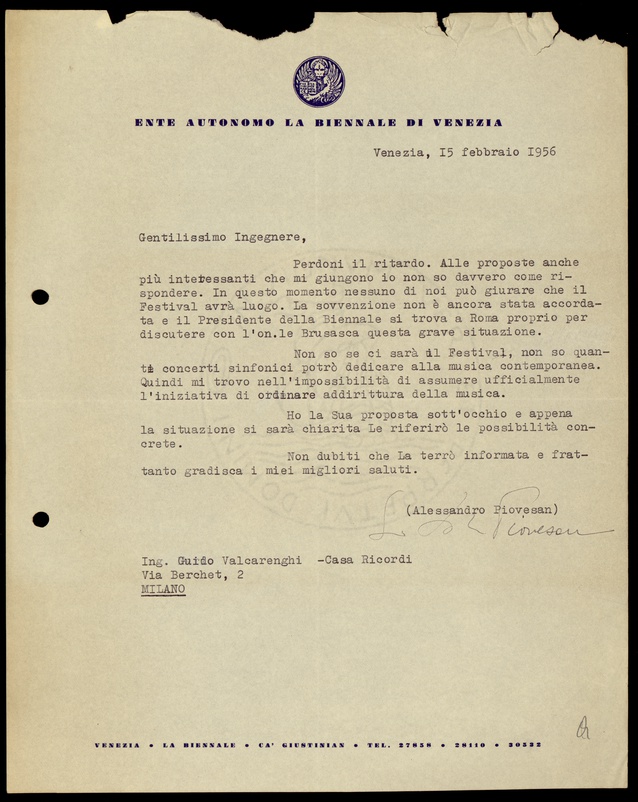 ENTE AUTONOMO LA BIENNALE DI VENEZIA
Venezia, 15 febbraio 1956
Gentilissimo Ingegnere,
Perdoni il ritardo. Alle proposte anche
più interessanti che mi giungono io non so davvero come ri-
spondere. In questo momento nessuno di noi può giurare che il
Festival avrà luogo. La sovvenzione non è ancora stata accorda-
ta e il Presidente della Biennale si trova a Roma proprio per
discutere con l'on.le Brusasca questa grave situazione.
Non so se ci sarà il Festival, non so quan-
ti concerti sinfonici potrò dedicare alla musica contemporanea.
Quindi mi trovo nell'impossibilità di assumere ufficialmente
l'iniziativa di ordinare addirittura della musica.
Ho la Sua proposta sott'occhio e appena
la situazione si sarà chiarita Le riferirò le possibilità con-
crete.
Non dubiti che La terrò informata e frat-
tanto gradisca i miei migliori saluti.
(Alessandro Piovesan)
Piovesan
Ing. Guido Valcarenghi -Casa Ricordi
Via Berchet, 2
MILANO
VENEZIA • LA BIENNALE • CA' GIUSTINIAN • TEL. 27858 • 28110 • 30522